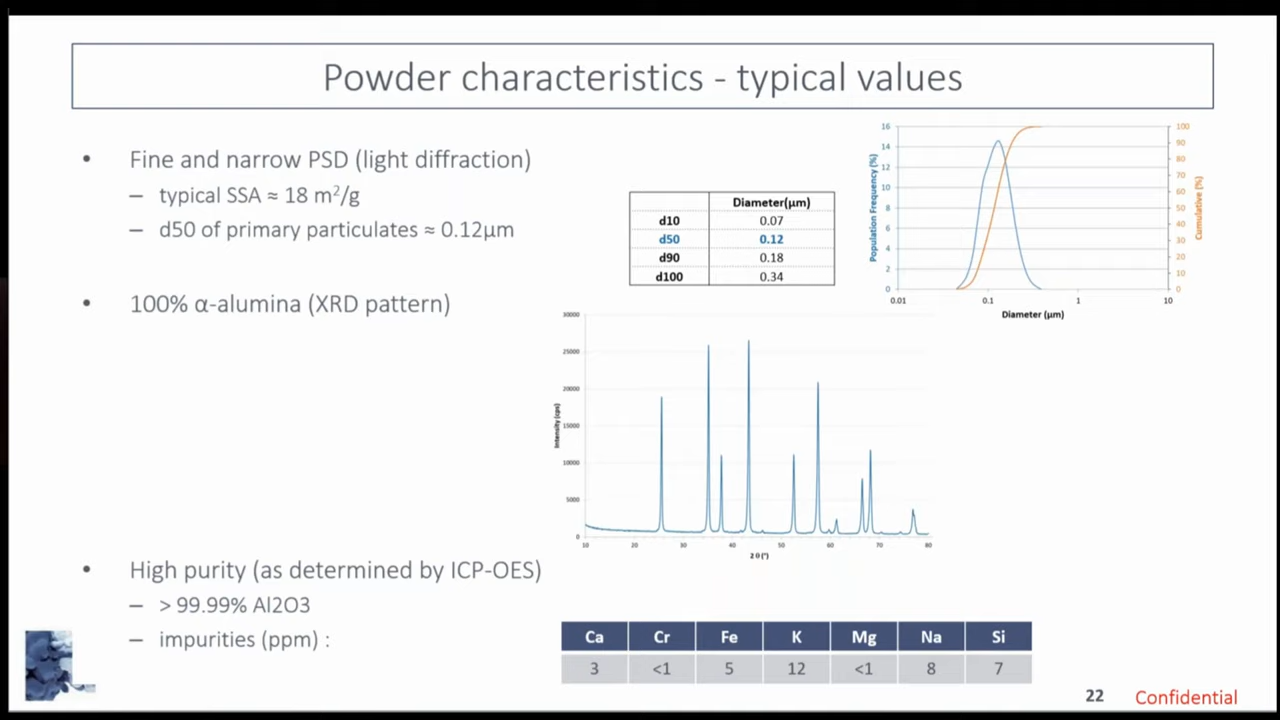 Powder characteristics - typical values
• Fine and narrow PSD (light diffraction)
– typical SSA ≈ 18 m²/g
– d50 of primary particulates ≈ 0.12µm
Diameter(µm)
d10 0.07
d50 0.12
d90 0.18
d100 0.34
Population Frequency (%)
16
14
12
10
8
6
4
2
0
Cumulative (%)
100
90
80
70
60
50
40
30
20
10
0
0.01 0.1 1 10
Diameter (µm)
• 100% α-alumina (XRD pattern)
Intensity (cps)
30000
25000
20000
15000
10000
5000
0
10 20 30 40 50 60 70 80
2 θ (°)
• High purity (as determined by ICP-OES)
– > 99.99% Al2O3
– impurities (ppm) :
Ca Cr Fe K Mg Na Si
3 <1 5 12 <1 8 7
22 Confidential